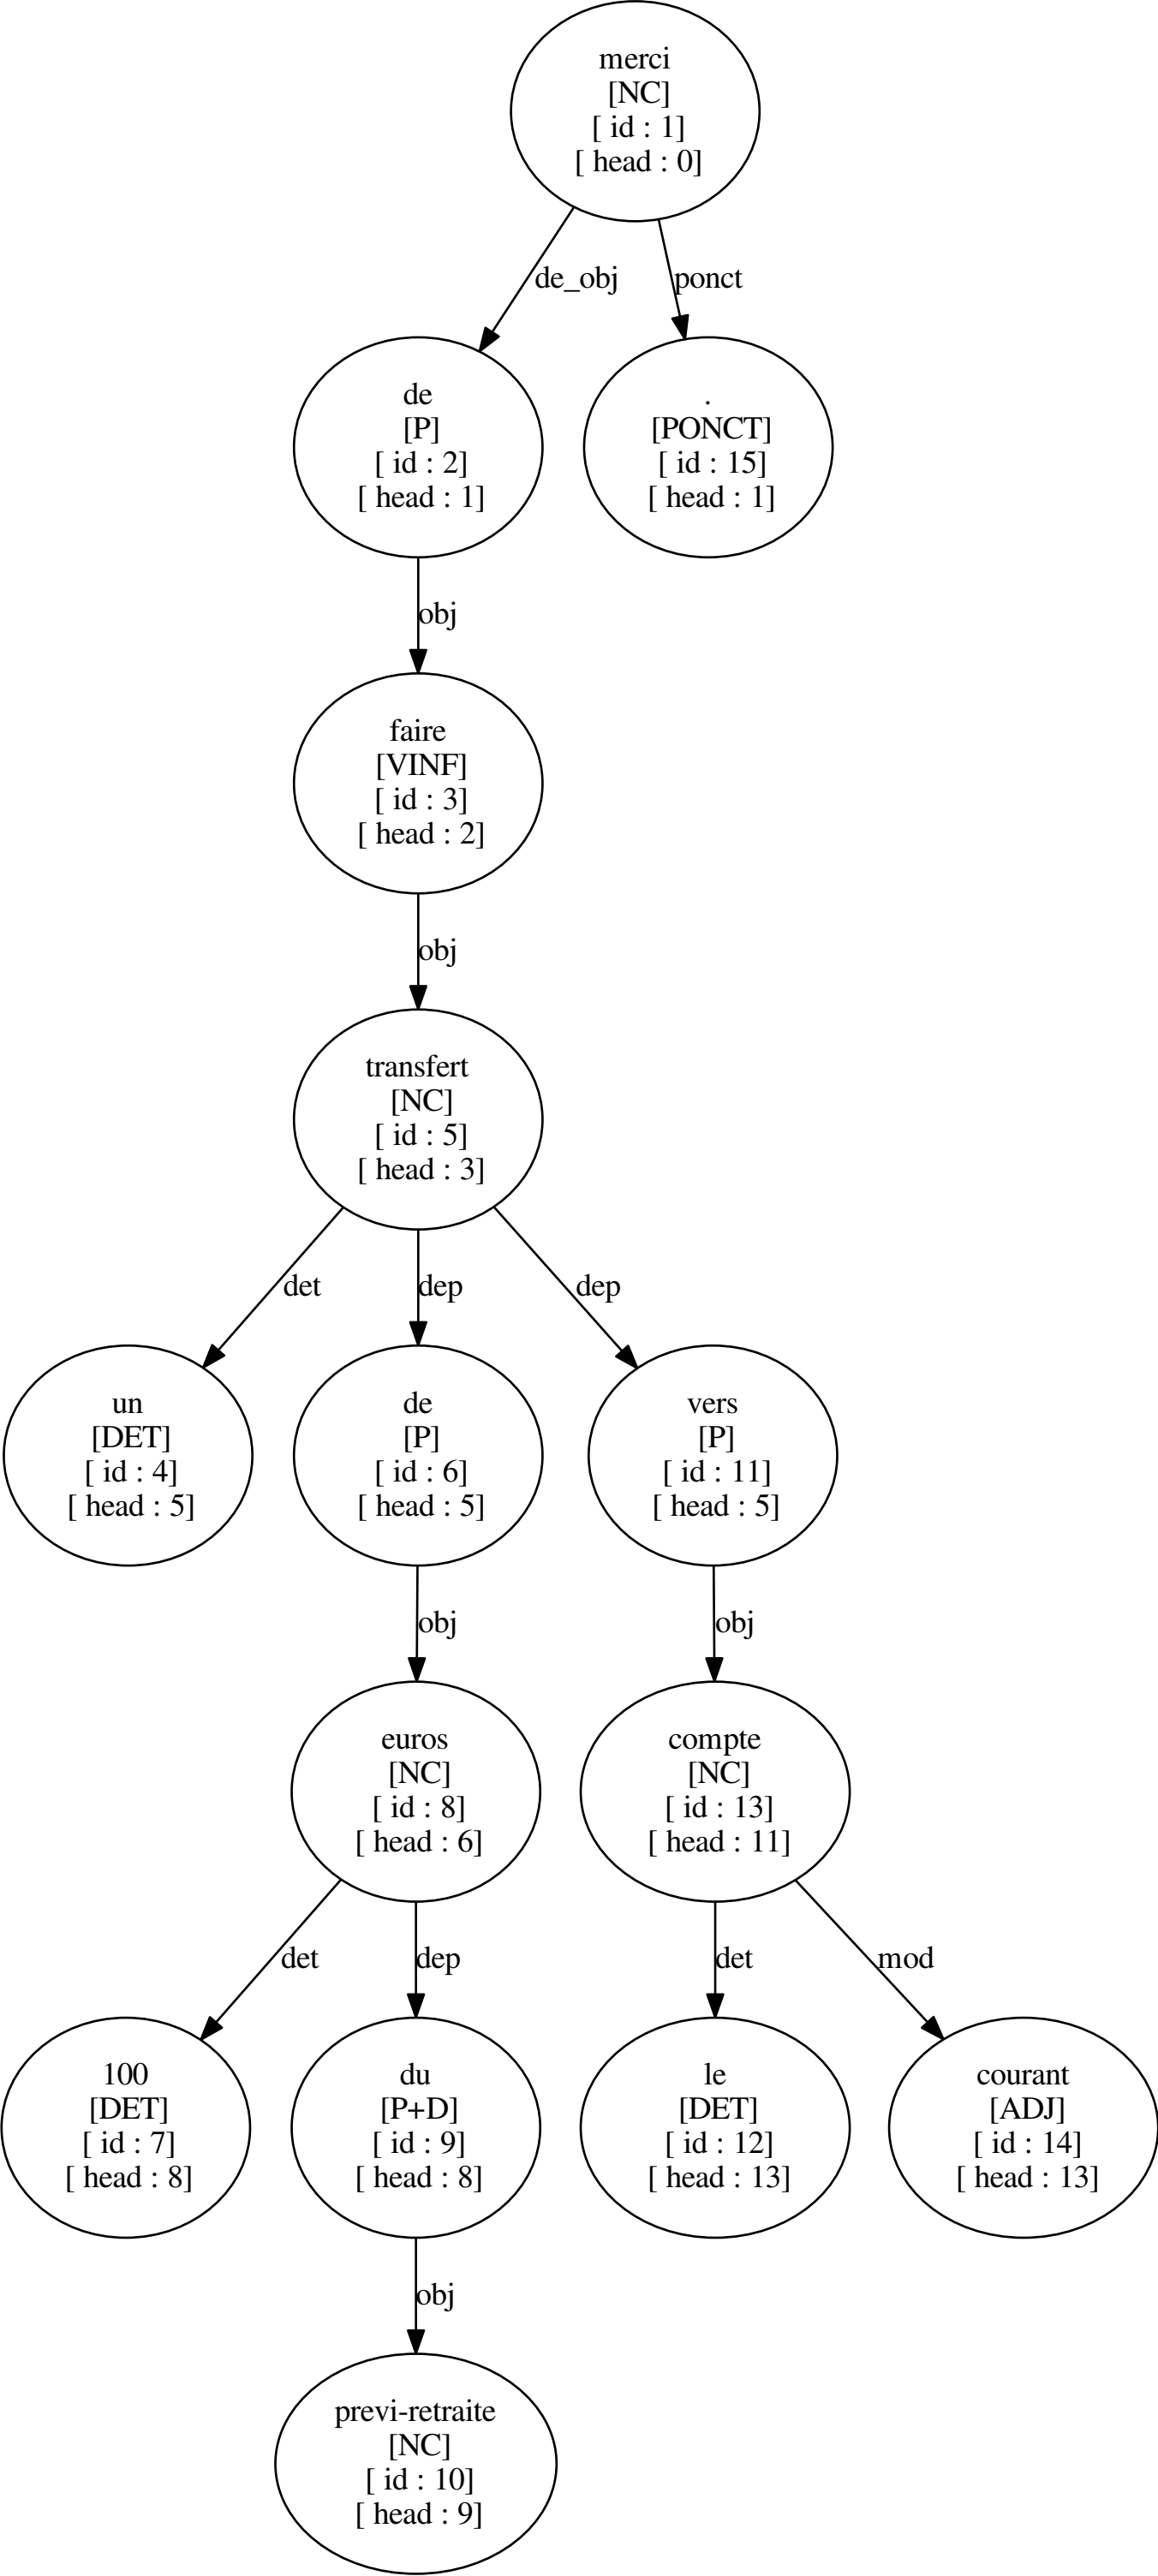 merci
[NC]
[ id : 1]
[ head : 0]
de_obj
ponct
de
[P]
[ id : 2]
[ head : 1]
.
[PONCT]
[ id : 15]
[ head : 1]
obj
faire
[VINF]
[ id : 3]
[ head : 2]
obj
transfert
[NC]
[ id : 5]
[ head : 3]
det
dep
dep
un
[DET]
[ id : 4]
[ head : 5]
de
[P]
[ id : 6]
[ head : 5]
vers
[P]
[ id : 11]
[ head : 5]
obj
obj
euros
[NC]
[ id : 8]
[ head : 6]
compte
[NC]
[ id : 13]
[ head : 11]
det
dep
det
mod
100
[DET]
[ id : 7]
[ head : 8]
du
[P+D]
[ id : 9]
[ head : 8]
le
[DET]
[ id : 12]
[ head : 13]
courant
[ADJ]
[ id : 14]
[ head : 13]
obj
previ-retraite
[NC]
[ id : 10]
[ head : 9]